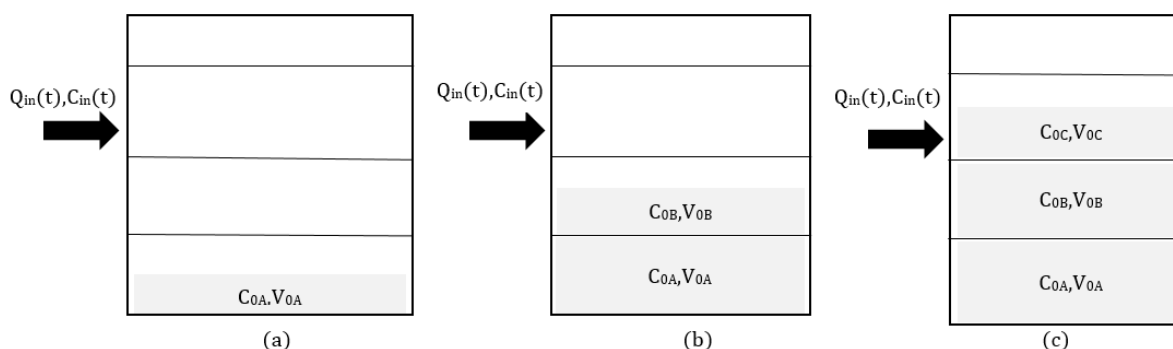 Qin(t),Cin(t)
C0A.V0A
(a)
Qin(t),Cin(t)
C0B,V0B
C0A,V0A
(b)
Qin(t),Cin(t)
C0C,V0C
C0B,V0B
C0A,V0A
(c)